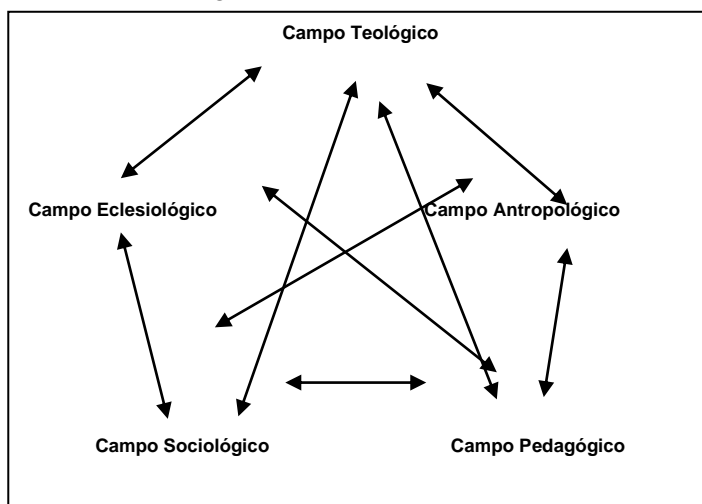 Campo Teológico
Campo Eclesiológico
Campo Antropológico
Campo Sociológico
Campo Pedagógico